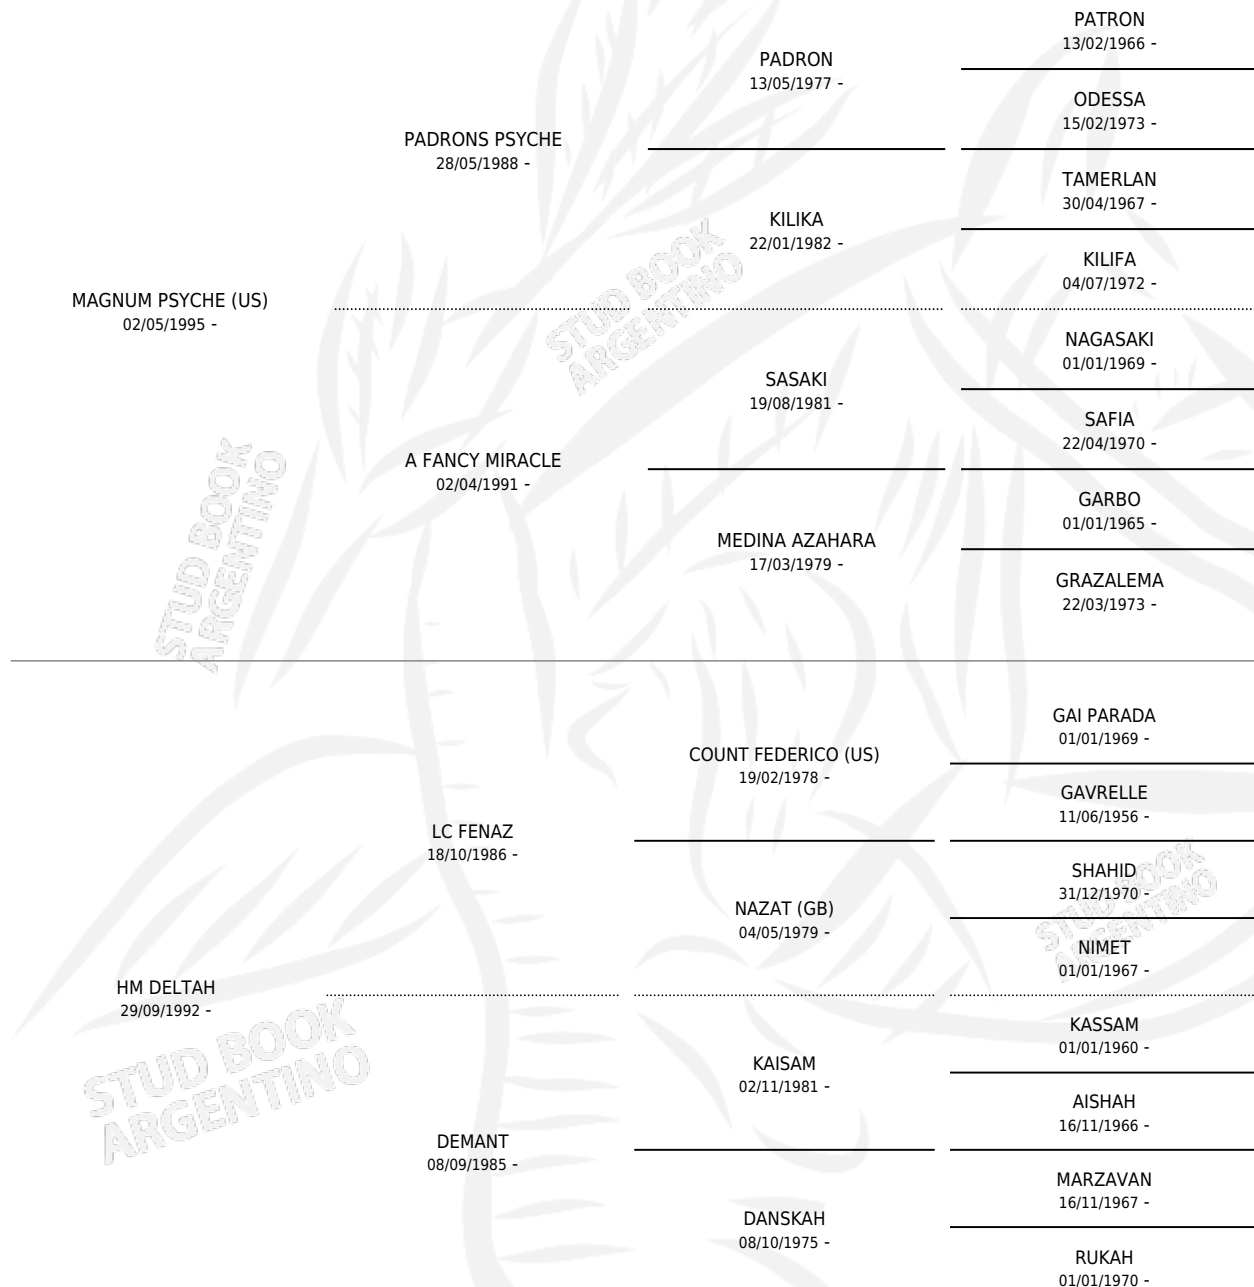 PATRON
13/02/1966 -
PADRON
13/05/1977 -
ODESSA
15/02/1973 -
PADRONS PSYCHE
28/05/1988 -
TAMERLAN
30/04/1967 -
KILIKA
22/01/1982 -
KILIFA
04/07/1972 -
MAGNUM PSYCHE (US)
02/05/1995 -
NAGASAKI
01/01/1969 -
SASAKI
19/08/1981 -
SAFIA
22/04/1970 -
A FANCY MIRACLE
02/04/1991 -
GARBO
01/01/1965 -
MEDINA AZAHARA
17/03/1979 -
GRAZALEMA
22/03/1973 -
GAI PARADA
01/01/1969 -
COUNT FEDERICO (US)
19/02/1978 -
GAVRELLE
11/06/1956 -
LC FENAZ
18/10/1986 -
SHAHID
31/12/1970 -
NAZAT (GB)
04/05/1979 -
NIMET
01/01/1967 -
HM DELTAH
29/09/1992 -
KASSAM
01/01/1960 -
KAISAM
02/11/1981 -
AISHAH
16/11/1966 -
DEMANT
08/09/1985 -
MARZAVAN
16/11/1967 -
DANSKAH
08/10/1975 -
RUKAH
01/01/1970 -
STUD BOOK
ARGENTINO
STUD BOOK
ARGENTINO
STUD BOOK
ARGENTINO
STUD BOOK
ARGENTINO